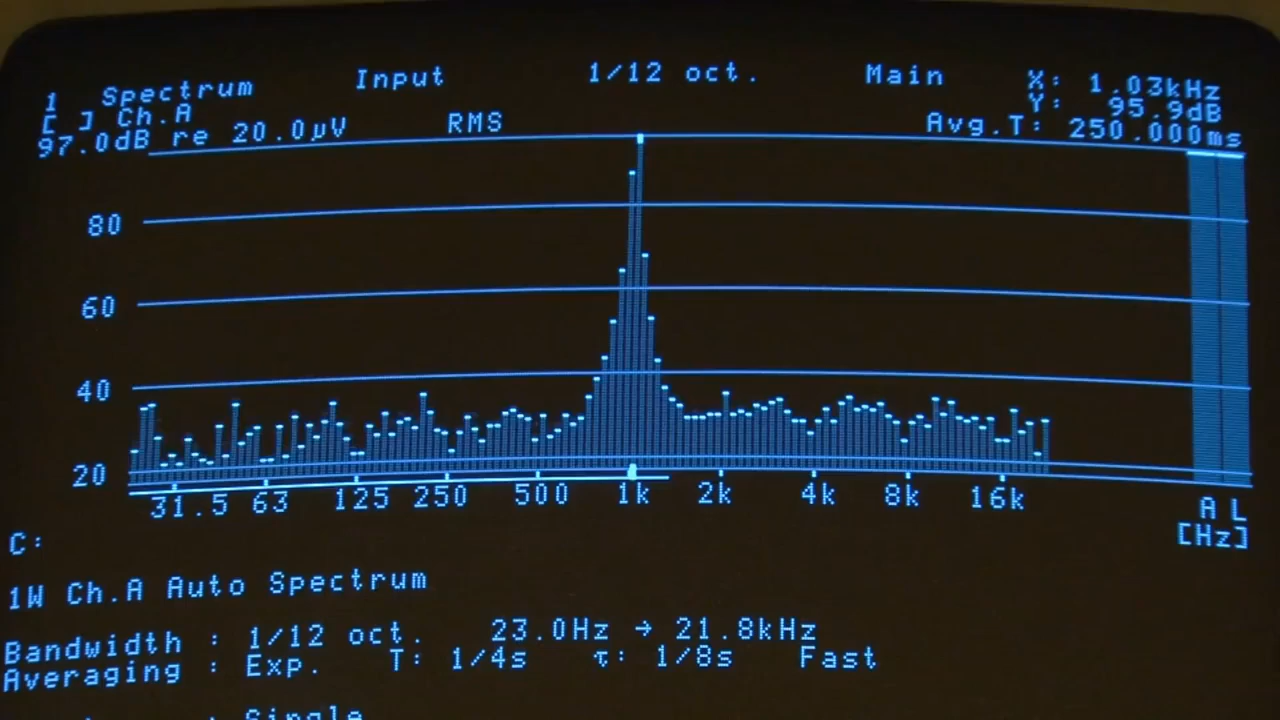 1 Spectrum Input 1/12 oct. Main X: 1.03kHz
[ ] Ch.A Y: 95.9dB
97.0dB re 20.0µV RMS Avg.T: 250.000ms
80
60
40
20
31.5 63 125 250 500 1k 2k 4k 8k 16k A L
[Hz]
C:
1W Ch.A Auto Spectrum
Bandwidth : 1/12 oct. 23.0Hz → 21.8kHz
Averaging : Exp. T: 1/4s τ: 1/8s Fast
: Single